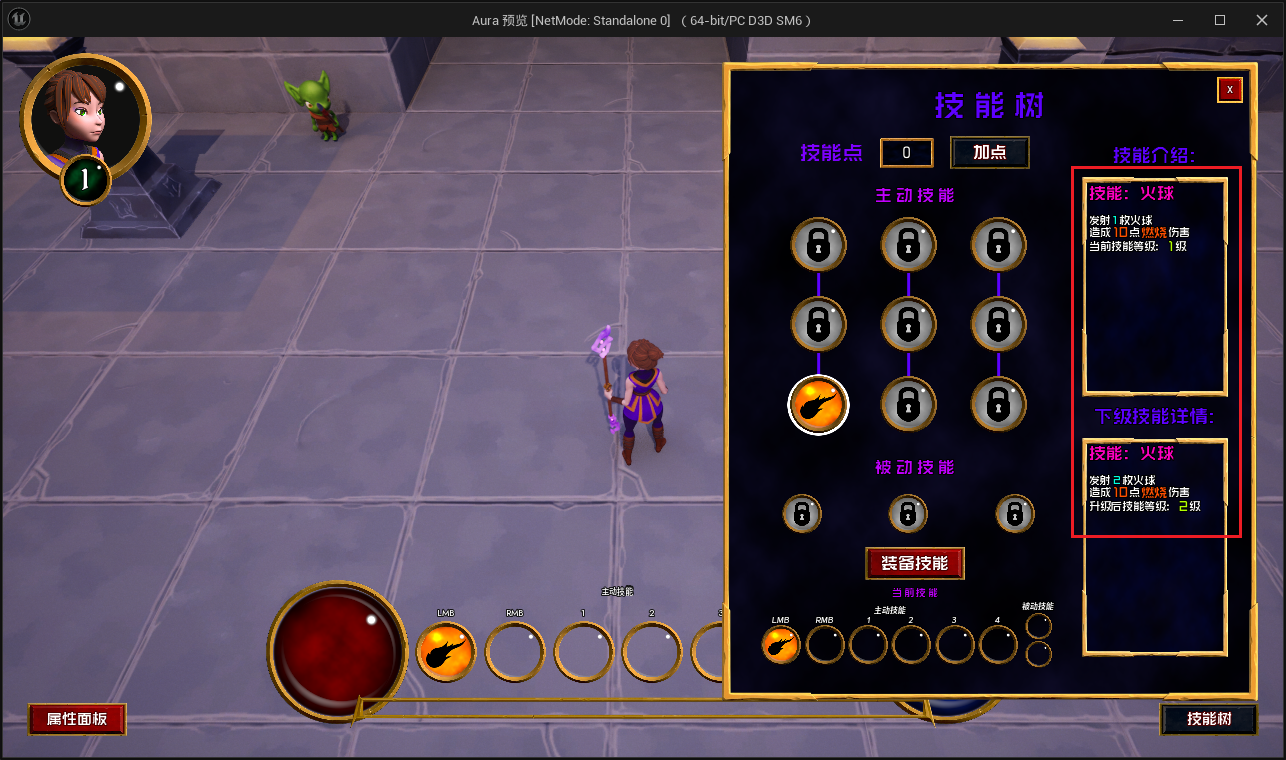 Aura 预览 [NetMode: Standalone 0] ( 64-bit/PC D3D SM6 )
1
技能树
X
技能点
0
加点
技能介绍:
主动技能
技能: 火球
发射1枚火球
造成10点燃烧伤害
当前技能等级: 1级
下级技能详情:
技能: 火球
发射2枚火球
造成10点燃烧伤害
升级后技能等级: 2级
被动技能
装备技能
当前技能
主动技能
被动技能
LMB
RMB
1
2
3
4
主动技能
LMB
RMB
1
2
3
属性面板
技能树